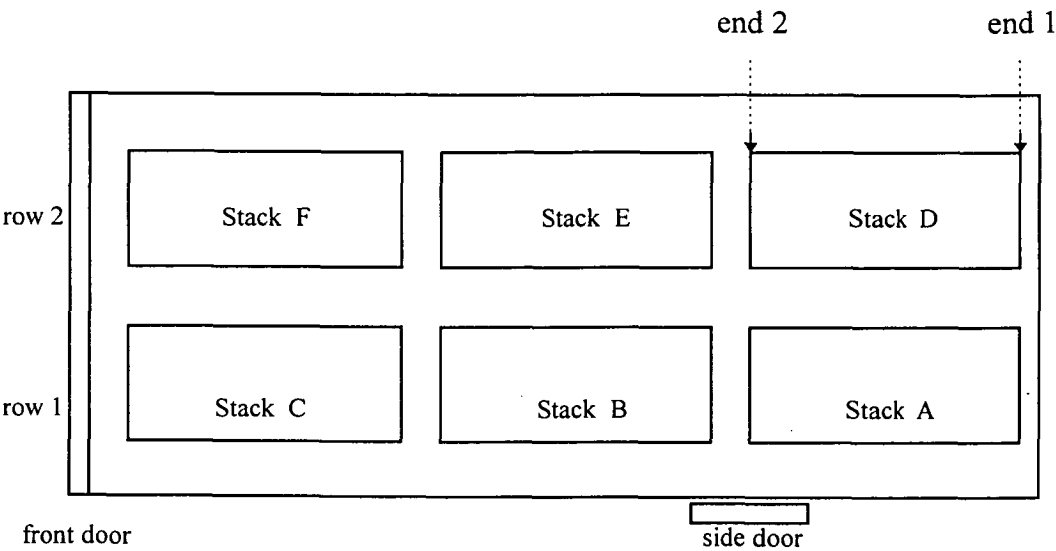 end 2 end 1
row 2 Stack F Stack E Stack D
row 1 Stack C Stack B Stack A
front door side door